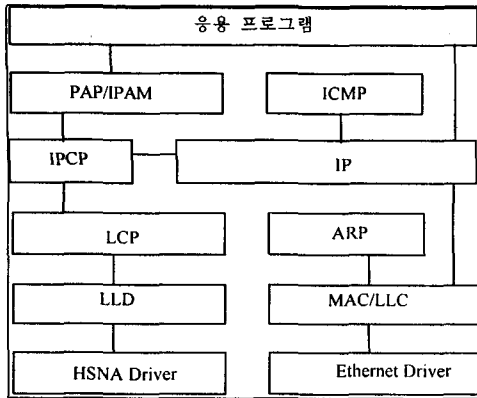 응용 프로그램
PAP/IPAM
ICMP
IPCP
IP
LCP
ARP
LLD
MAC/LLC
HSNA Driver
Ethernet Driver